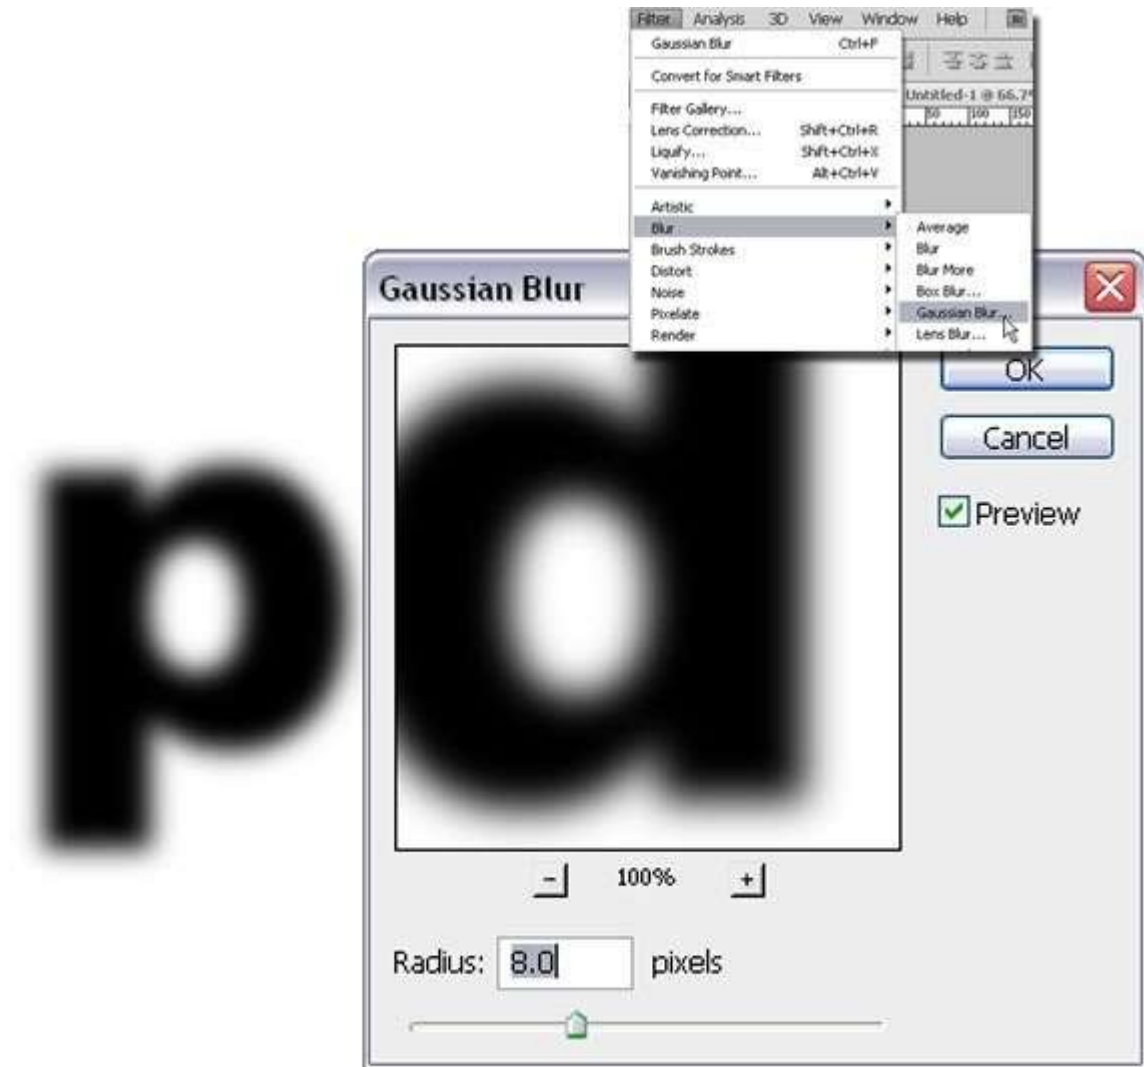 Filter Analysis 3D View Window Help Br
Gaussian Blur Ctrl+F
Convert for Smart Filters
Untitled-1 @ 66.7%
50 100 150
Filter Gallery...
Lens Correction... Shift+Ctrl+R
Liquify... Shift+Ctrl+X
Vanishing Point... Alt+Ctrl+V
Artistic
Blur
Brush Strokes
Distort
Noise
Pixelate
Render
Average
Blur
Blur More
Box Blur...
Gaussian Blur...
Lens Blur...
Gaussian Blur
OK
Cancel
Preview
p
d
- 100% +
Radius: 8.0 pixels